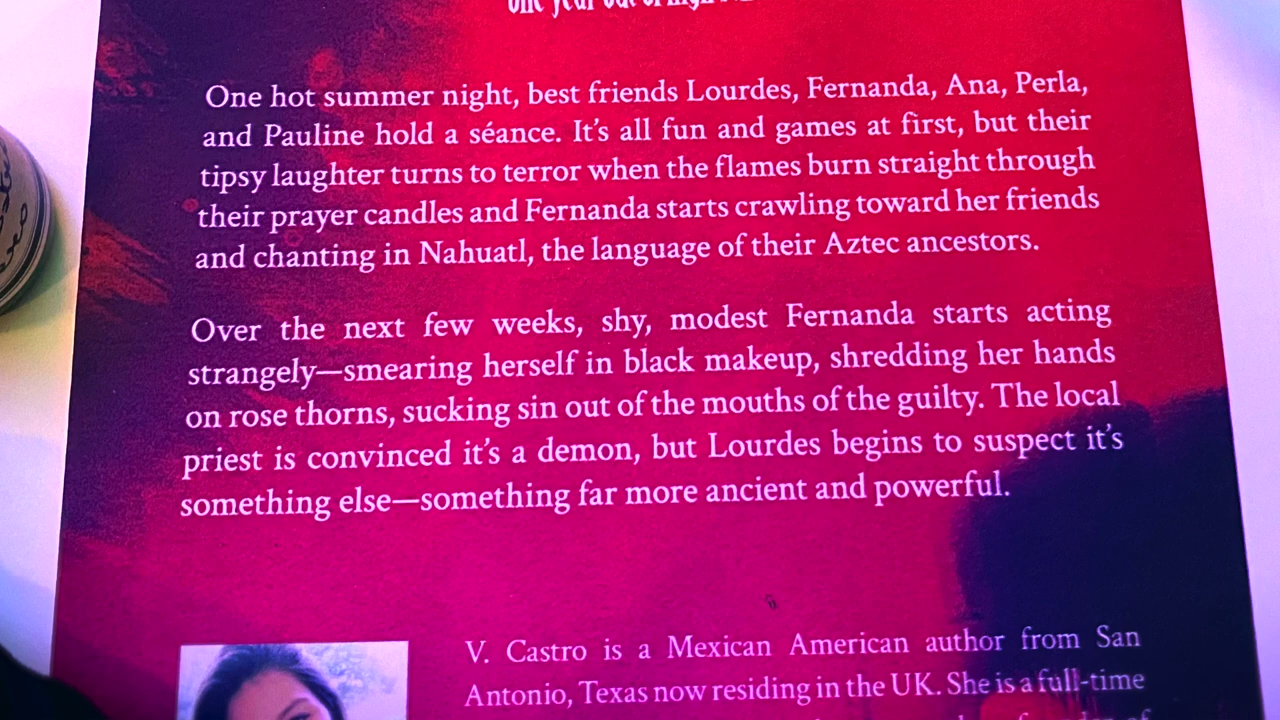 One hot summer night, best friends Lourdes, Fernanda, Ana, Perla,
and Pauline hold a séance. It's all fun and games at first, but their
tipsy laughter turns to terror when the flames burn straight through
their prayer candles and Fernanda starts crawling toward her friends
and chanting in Nahuatl, the language of their Aztec ancestors.
Over the next few weeks, shy, modest Fernanda starts acting
strangely—smearing herself in black makeup, shredding her hands
on rose thorns, sucking sin out of the mouths of the guilty. The local
priest is convinced it's a demon, but Lourdes begins to suspect it's
something else—something far more ancient and powerful.
V. Castro is a Mexican American author from San
Antonio, Texas now residing in the UK. She is a full-time